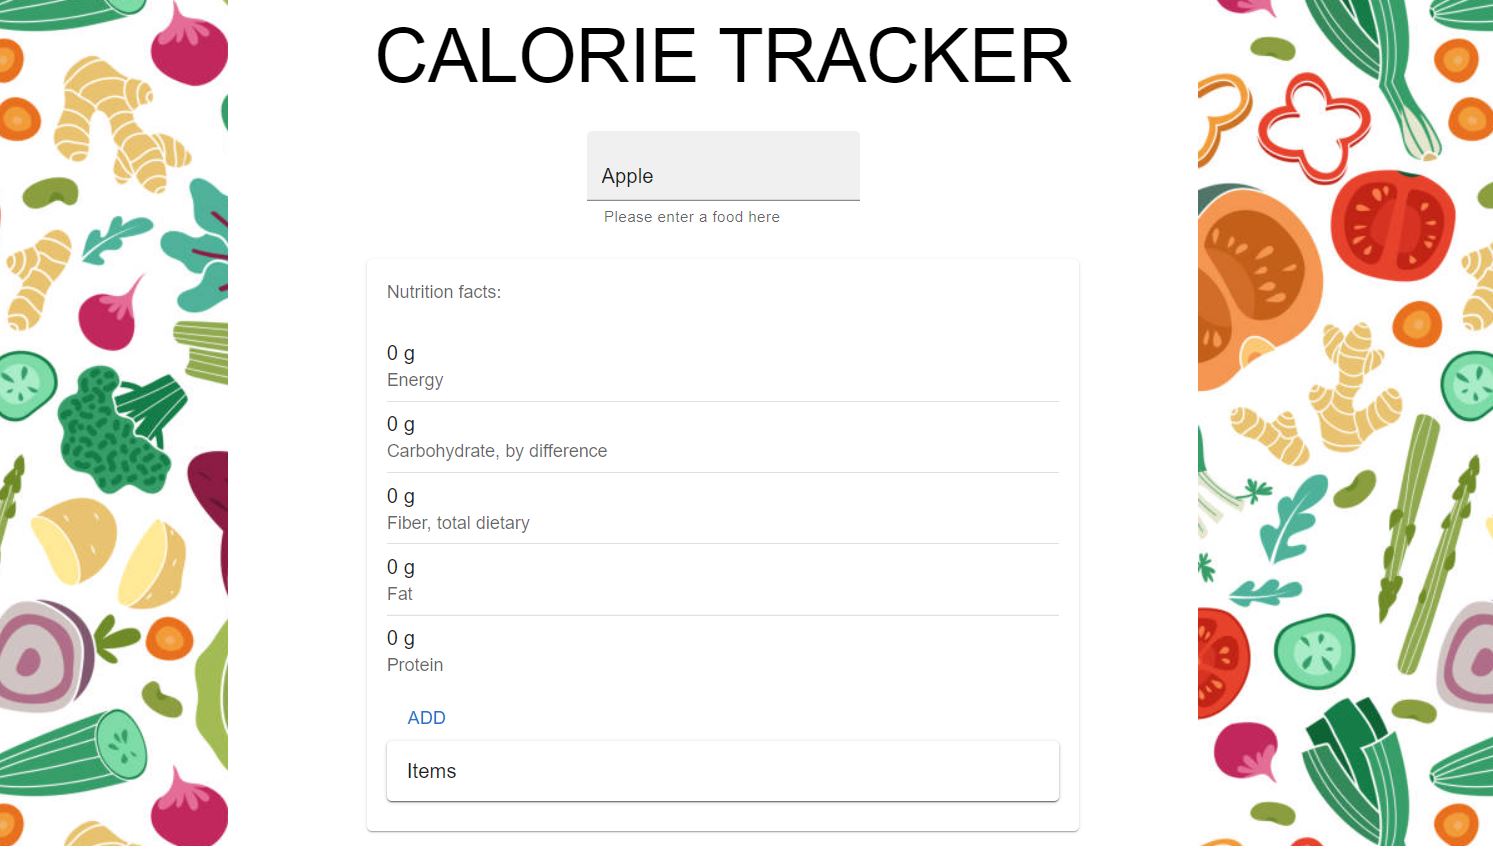 CALORIE TRACKER
Apple
Please enter a food here
Nutrition facts:
0 g
Energy
0 g
Carbohydrate, by difference
0 g
Fiber, total dietary
0 g
Fat
0 g
Protein
ADD
Items